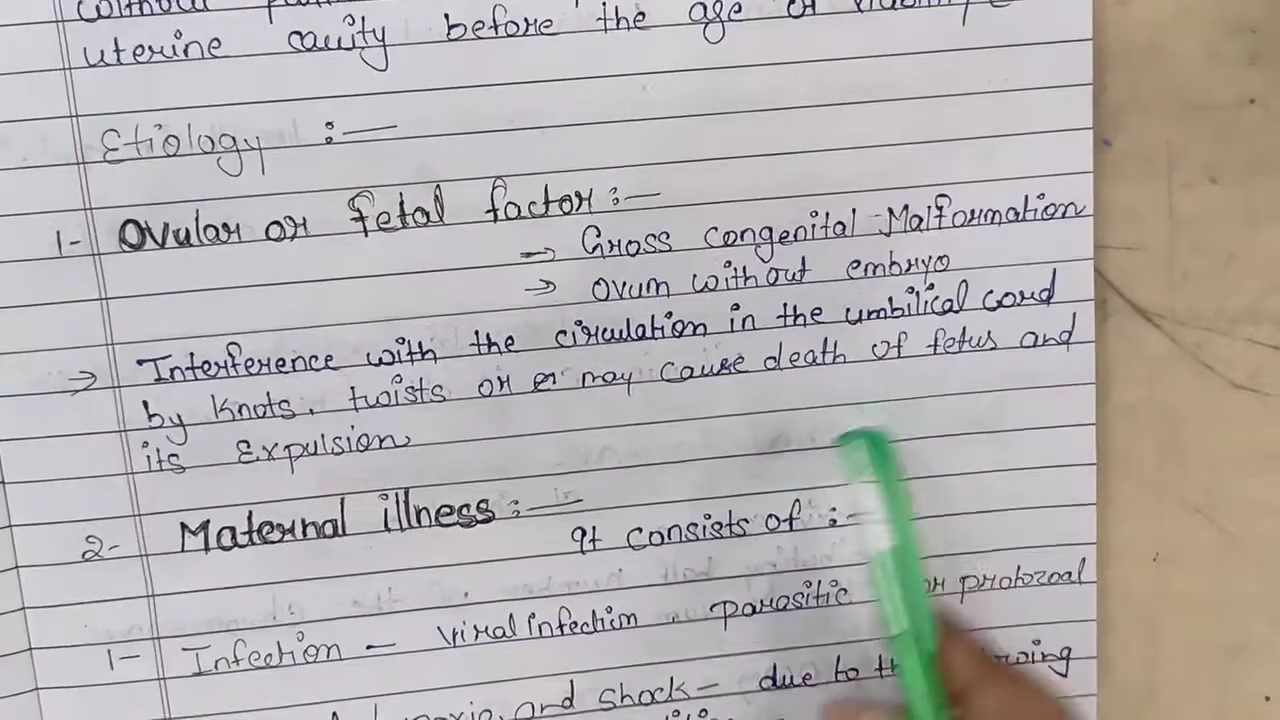 uterine cavity before the age
Etiology :-
1- Ovular or fetal factor :-
→ Gross congenital Malformation
→ Ovum without embryo
→ Interference with the circulation in the umbilical cord
by knots, twists or may cause death of fetus and
its Expulsion
2- Maternal illness :-
It consists of :-
1- Infection - viral infection, parasitic or protozoal
and shock - due to